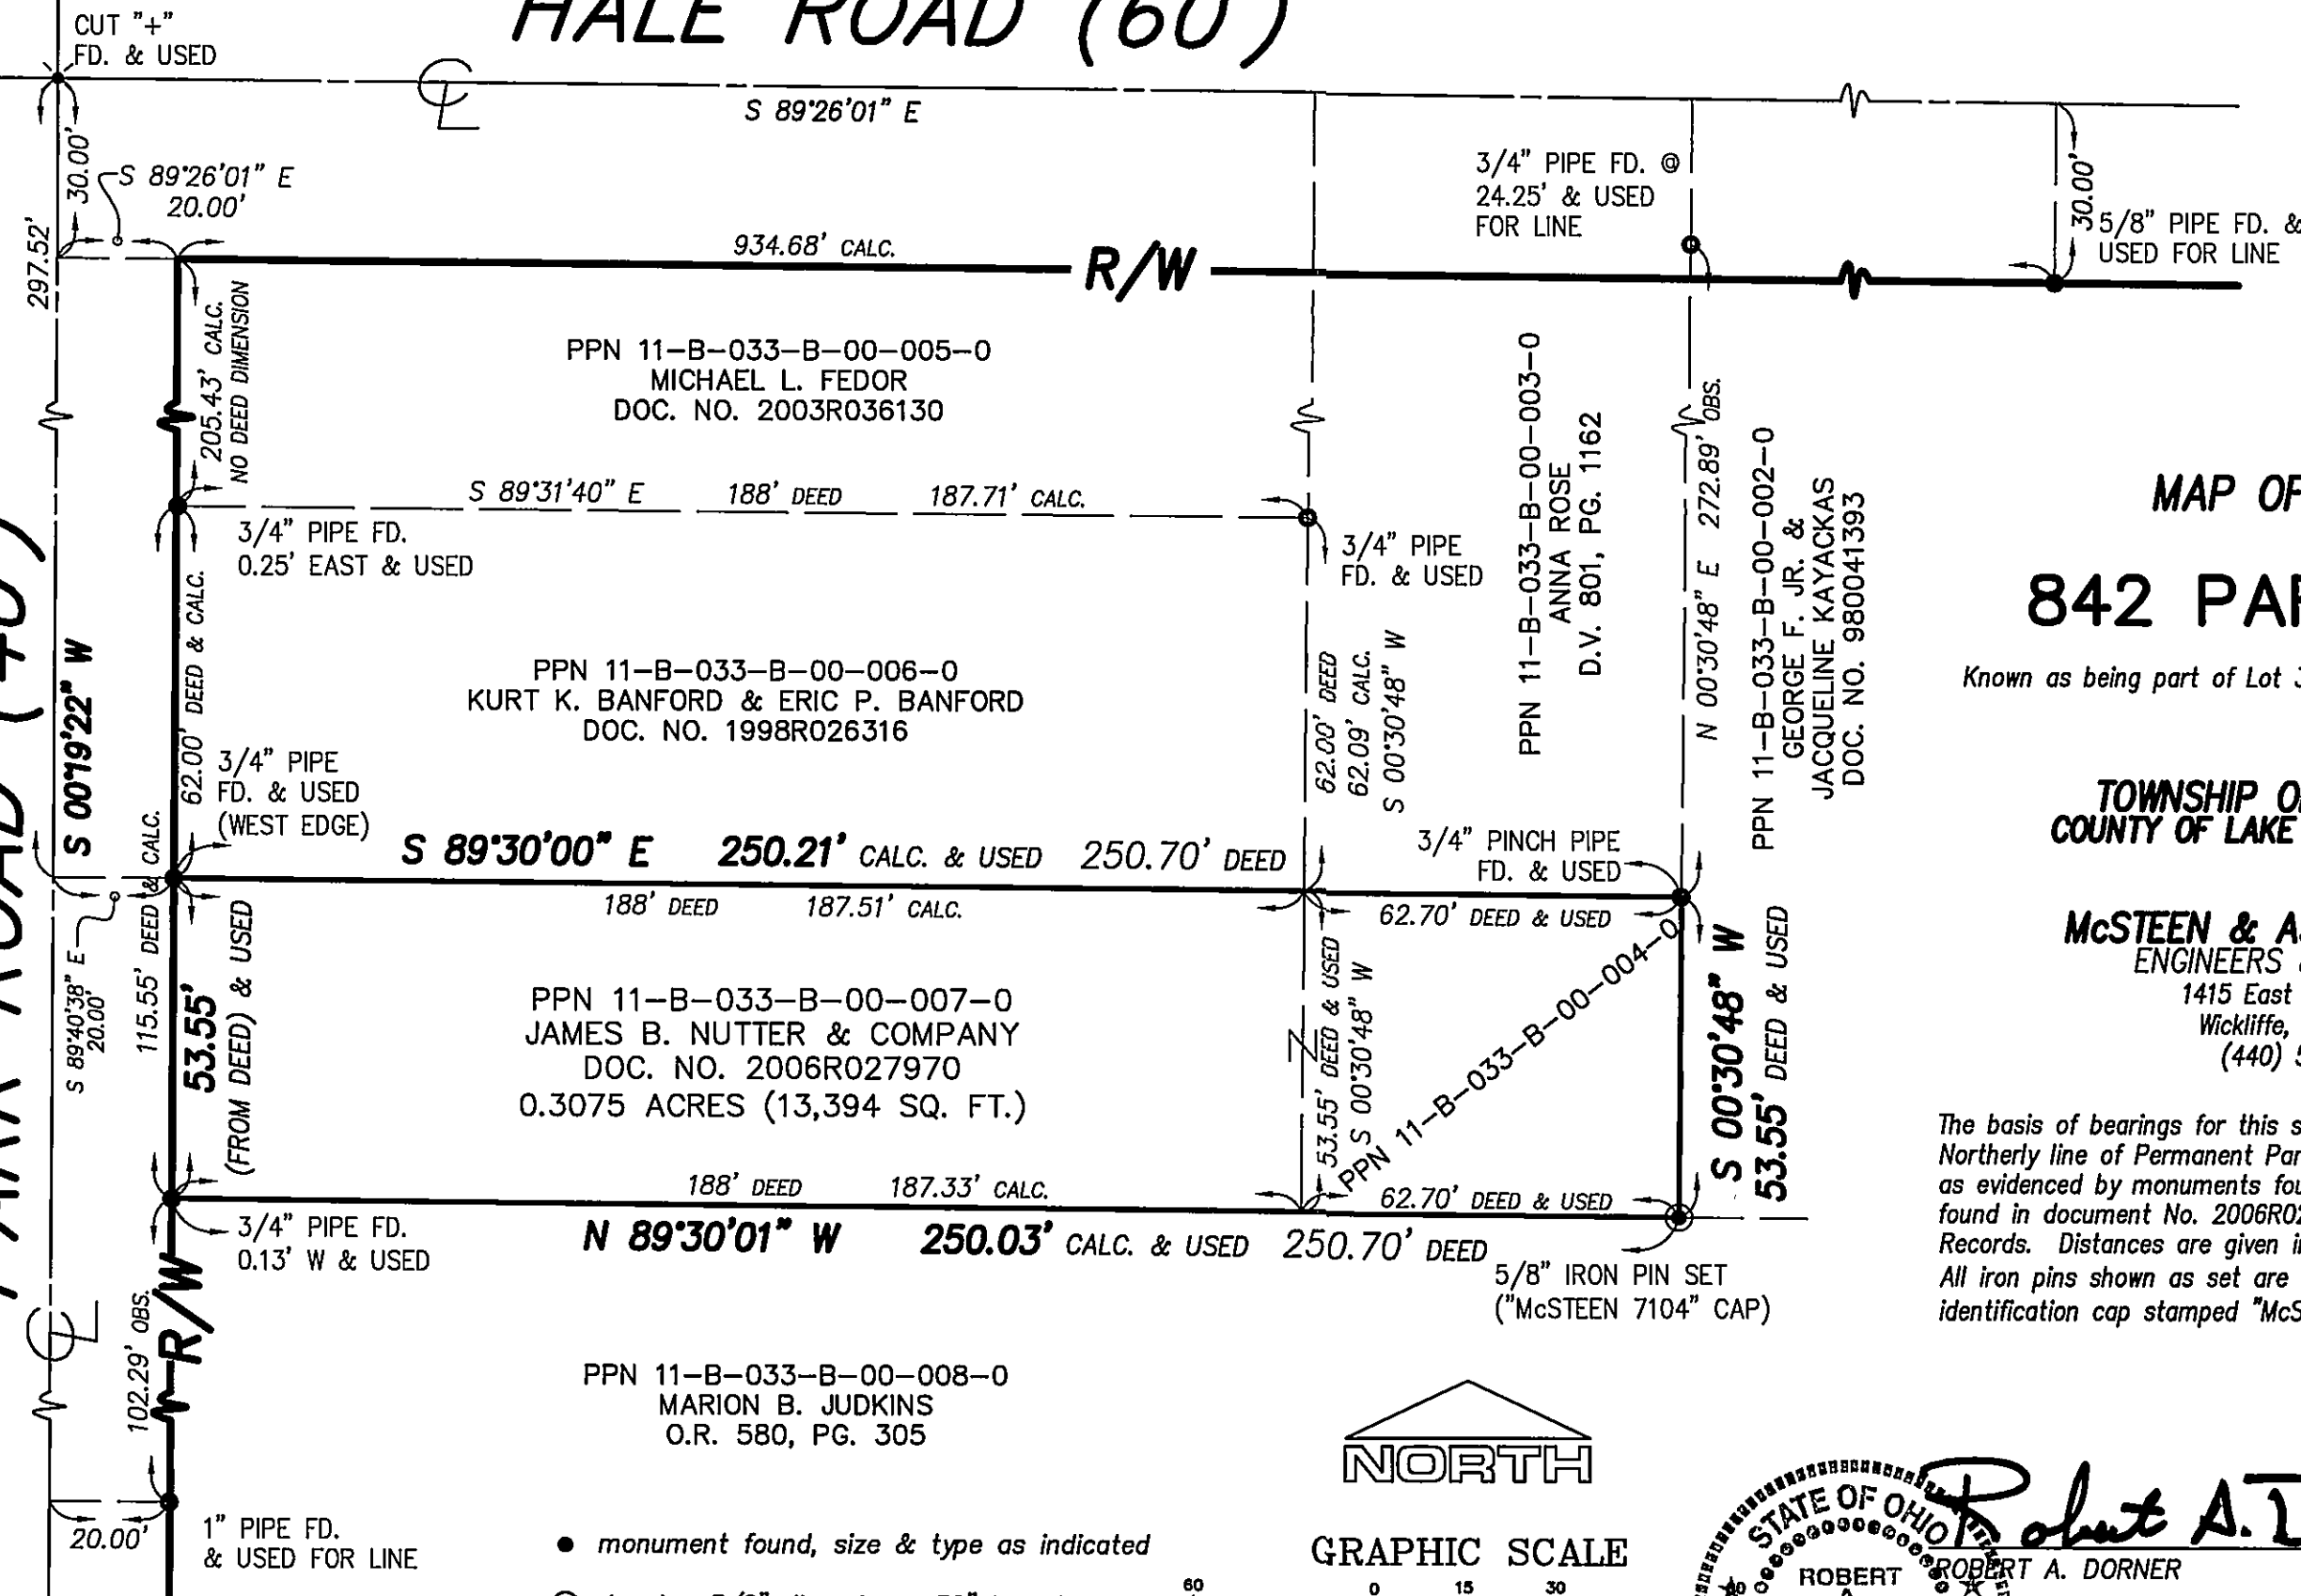 HALE ROAD (60')
CUT "+"
FD. & USED
S 89°26'01" E
30.00'
297.52'
S 89°26'01" E
20.00'
934.68' CALC.
R/W
3/4" PIPE FD. @
24.25' & USED
FOR LINE
30.00'
5/8" PIPE FD. &
USED FOR LINE
205.43' CALC.
NO DEED DIMENSION
PPN 11-B-033-B-00-005-0
MICHAEL L. FEDOR
DOC. NO. 2003R036130
S 89°31'40" E 188' DEED 187.71' CALC.
3/4" PIPE FD.
0.25' EAST & USED
3/4" PIPE
FD. & USED
PPN 11-B-033-B-00-003-0
ANNA ROSE
D.V. 801, PG. 1162
N 00°30'48" E 272.89' OBS.
PPN 11-B-033-B-00-002-0
GEORGE F. JR. &
JACQUELINE KAYACKAS
DOC. NO. 980041393
MAP OF
842
Known as being part of Lot
TOWNSHIP
COUNTY OF LAKE
McSTEEN &
ENGINEERS
1415 East
Wickliffe,
(440)
PARK ROAD (40')
S 00°19'22" W
62.00' DEED & CALC.
PPN 11-B-033-B-00-006-0
KURT K. BANFORD & ERIC P. BANFORD
DOC. NO. 1998R026316
62.00' DEED
62.09' CALC.
S 00°30'48" W
3/4" PIPE
FD. & USED
(WEST EDGE)
S 89°30'00" E 250.21' CALC. & USED 250.70' DEED
3/4" PINCH PIPE
FD. & USED
188' DEED 187.51' CALC.
62.70' DEED & USED
S 89°40'38" E
20.00'
115.55' DEED & CALC.
53.55'
(FROM DEED) & USED
PPN 11-B-033-B-00-007-0
JAMES B. NUTTER & COMPANY
DOC. NO. 2006R027970
0.3075 ACRES (13,394 SQ. FT.)
53.55' DEED & USED
S 00°30'48" W
PPN 11-B-033-B-00-004-0
S 00°30'48" W
53.55' DEED & USED
188' DEED 187.33' CALC.
62.70' DEED & USED
3/4" PIPE FD.
0.13' W & USED
N 89°30'01" W 250.03' CALC. & USED 250.70' DEED
5/8" IRON PIN SET
("McSTEEN 7104" CAP)
The basis of bearings for this
Northerly line of Permanent
as evidenced by monuments
found in document No.
Records. Distances are given
All iron pins shown as set are
identification cap stamped
R/W
102.29' OBS.
PPN 11-B-033-B-00-008-0
MARION B. JUDKINS
O.R. 580, PG. 305
20.00'
1" PIPE FD.
& USED FOR LINE
● monument found, size & type as indicated
NORTH
GRAPHIC SCALE
60
0 15 30
STATE OF OHIO
ROBERT
A.
Robert A.
ROBERT A. DORNER